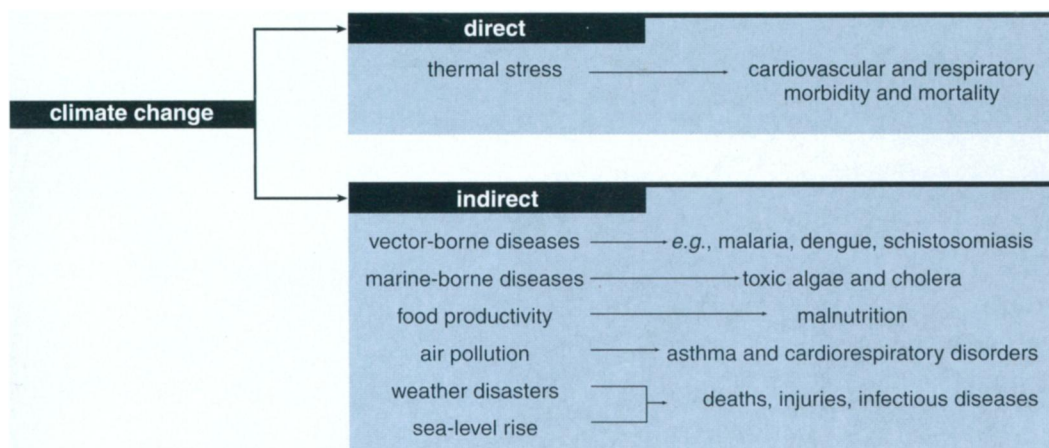 direct
thermal stress cardiovascular and respiratory
morbidity and mortality
climate change
indirect
vector-borne diseases e.g., malaria, dengue, schistosomiasis
marine-borne diseases toxic algae and cholera
food productivity malnutrition
air pollution asthma and cardiorespiratory disorders
weather disasters deaths, injuries, infectious diseases
sea-level rise